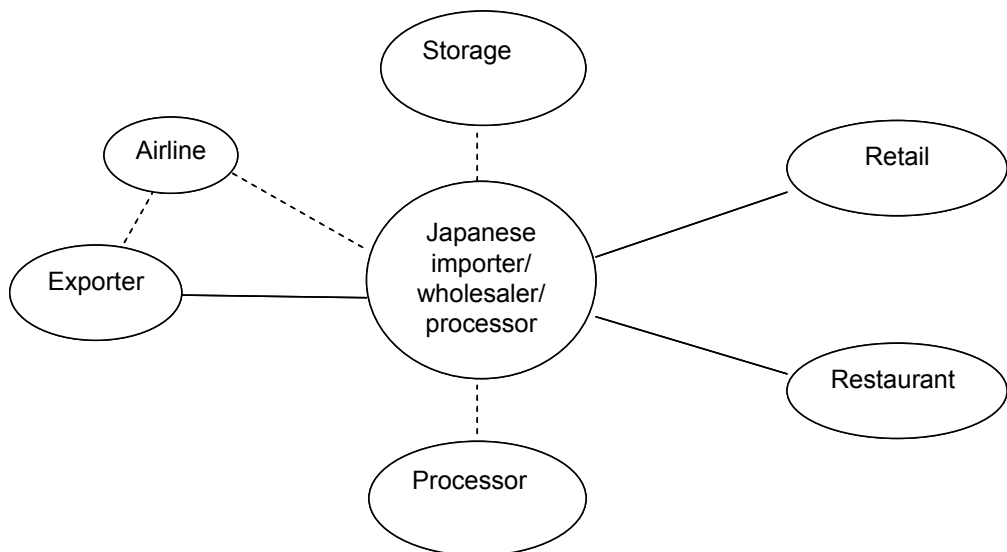 Storage
Airline
Retail
Japanese
importer/
wholesaler/
processor
Exporter
Restaurant
Processor